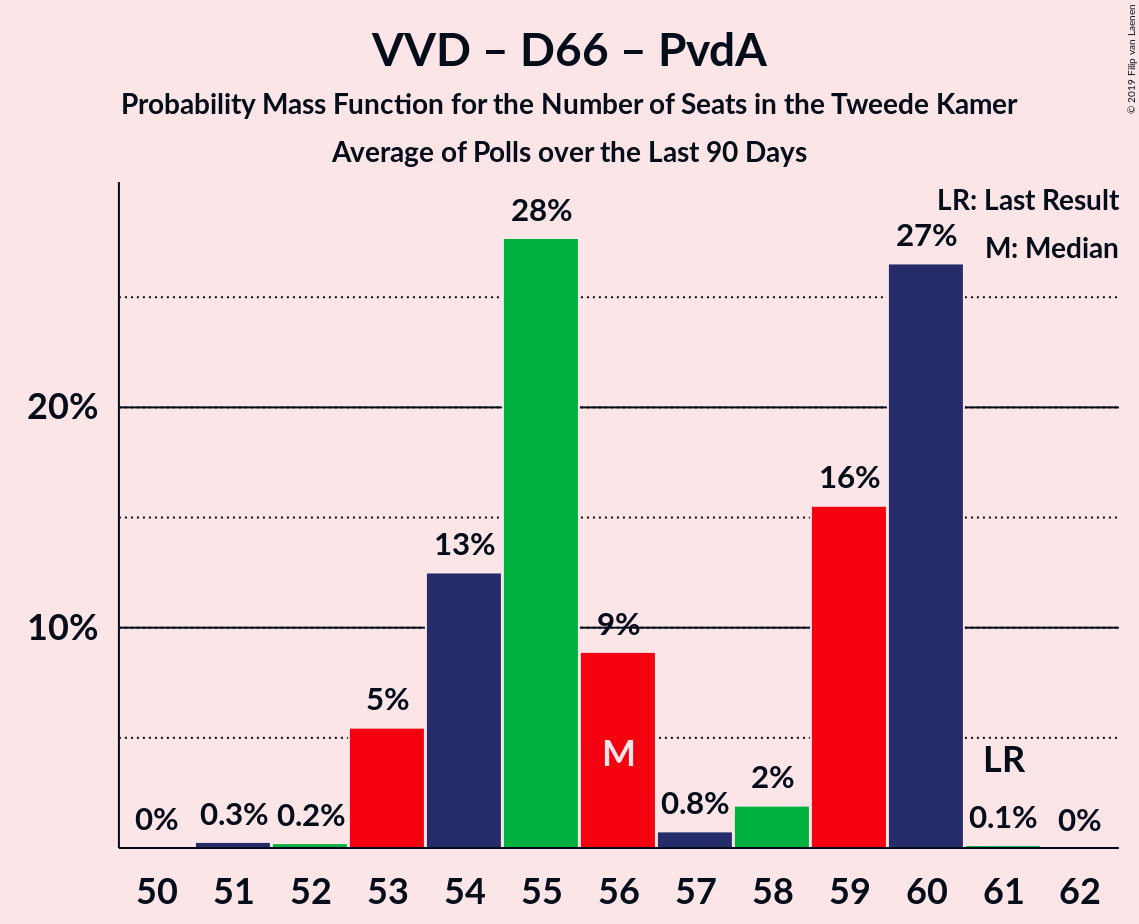 VVD – D66 – PvdA
Probability Mass Function for the Number of Seats in the Tweede Kamer
Average of Polls over the Last 90 Days
© 2019 Filip van Laenen
LR: Last Result
M: Median
20%
10%
0%
0.3%
0.2%
5%
13%
28%
9%
0.8%
2%
16%
27%
0.1%
0%
M
LR
50 51 52 53 54 55 56 57 58 59 60 61 62